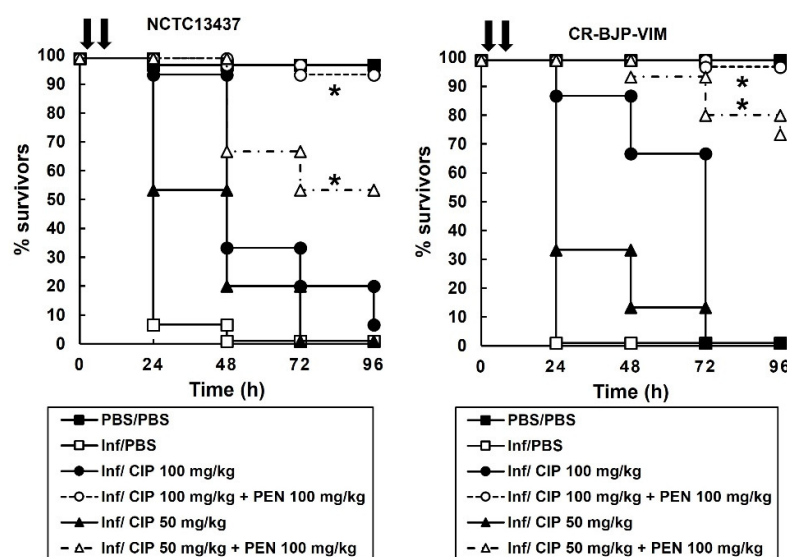 NCTC13437
100
90
80
70
60
50
40
30
20
10
0
% survivors
*
*
0 24 48 72 96
Time (h)
PBS/PBS
Inf/PBS
Inf/ CIP 100 mg/kg
Inf/ CIP 100 mg/kg + PEN 100 mg/kg
Inf/ CIP 50 mg/kg
Inf/ CIP 50 mg/kg + PEN 100 mg/kg
CR-BJP-VIM
100
90
80
70
60
50
40
30
20
10
0
% survivors
*
*
0 24 48 72 96
Time (h)
PBS/PBS
Inf/PBS
Inf/ CIP 100 mg/kg
Inf/ CIP 100 mg/kg + PEN 100 mg/kg
Inf/ CIP 50 mg/kg
Inf/ CIP 50 mg/kg + PEN 100 mg/kg